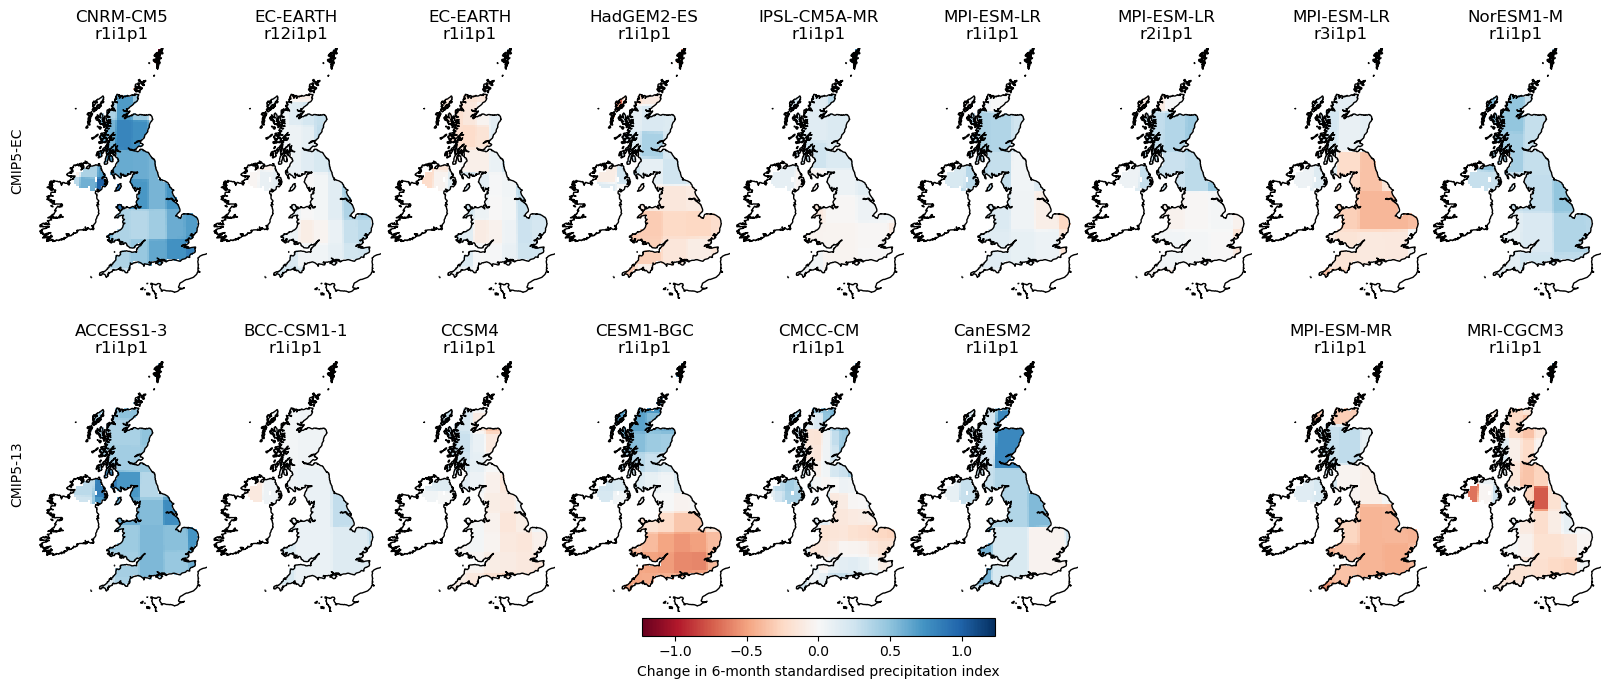 CNRM-CM5
r1i1p1
EC-EARTH
r12i1p1
EC-EARTH
r1i1p1
HadGEM2-ES
r1i1p1
IPSL-CM5A-MR
r1i1p1
MPI-ESM-LR
r1i1p1
MPI-ESM-LR
r2i1p1
MPI-ESM-LR
r3i1p1
NorESM1-M
r1i1p1
CMIP5-EC
ACCESS1-3
r1i1p1
BCC-CSM1-1
r1i1p1
CCSM4
r1i1p1
CESM1-BGC
r1i1p1
CMCC-CM
r1i1p1
CanESM2
r1i1p1
MPI-ESM-MR
r1i1p1
MRI-CGCM3
r1i1p1
CMIP5-13
−1.0 −0.5 0.0 0.5 1.0
Change in 6-month standardised precipitation index